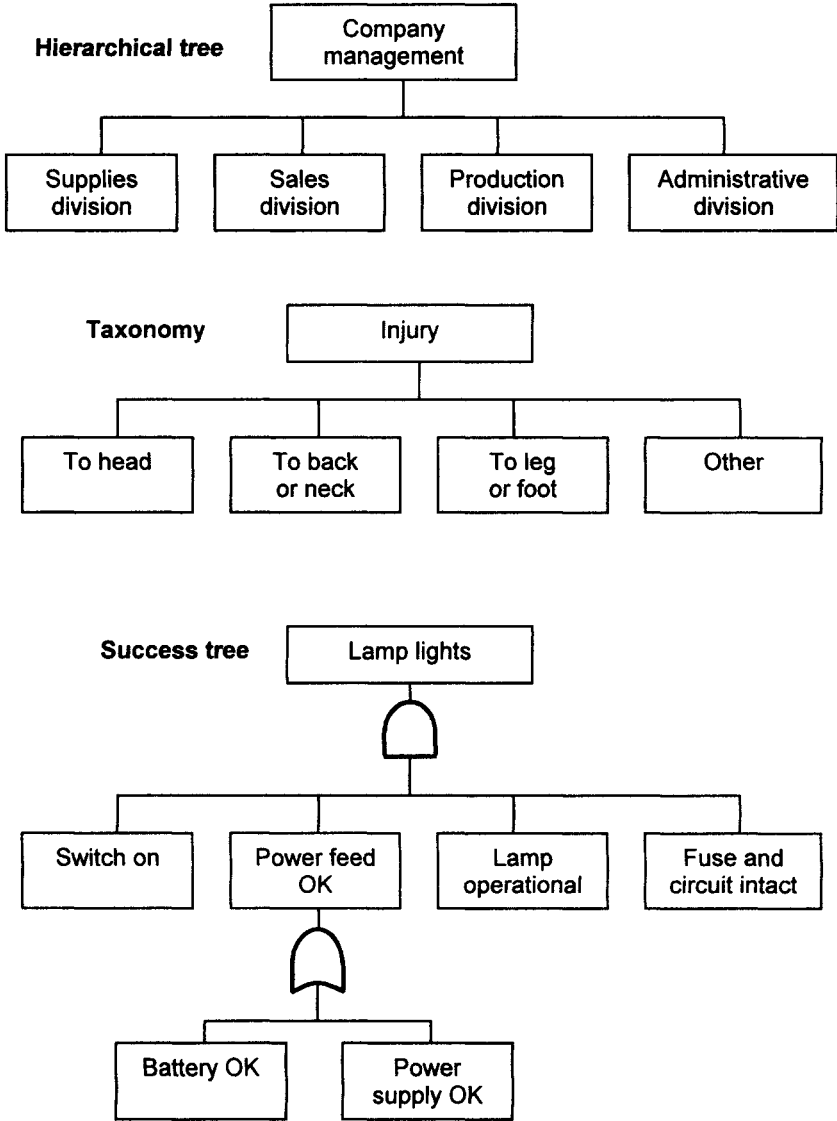 Hierarchical tree
Company
management
Supplies
division
Sales
division
Production
division
Administrative
division
Taxonomy
Injury
To head
To back
or neck
To leg
or foot
Other
Success tree
Lamp lights
Switch on
Power feed
OK
Lamp
operational
Fuse and
circuit intact
Battery OK
Power
supply OK